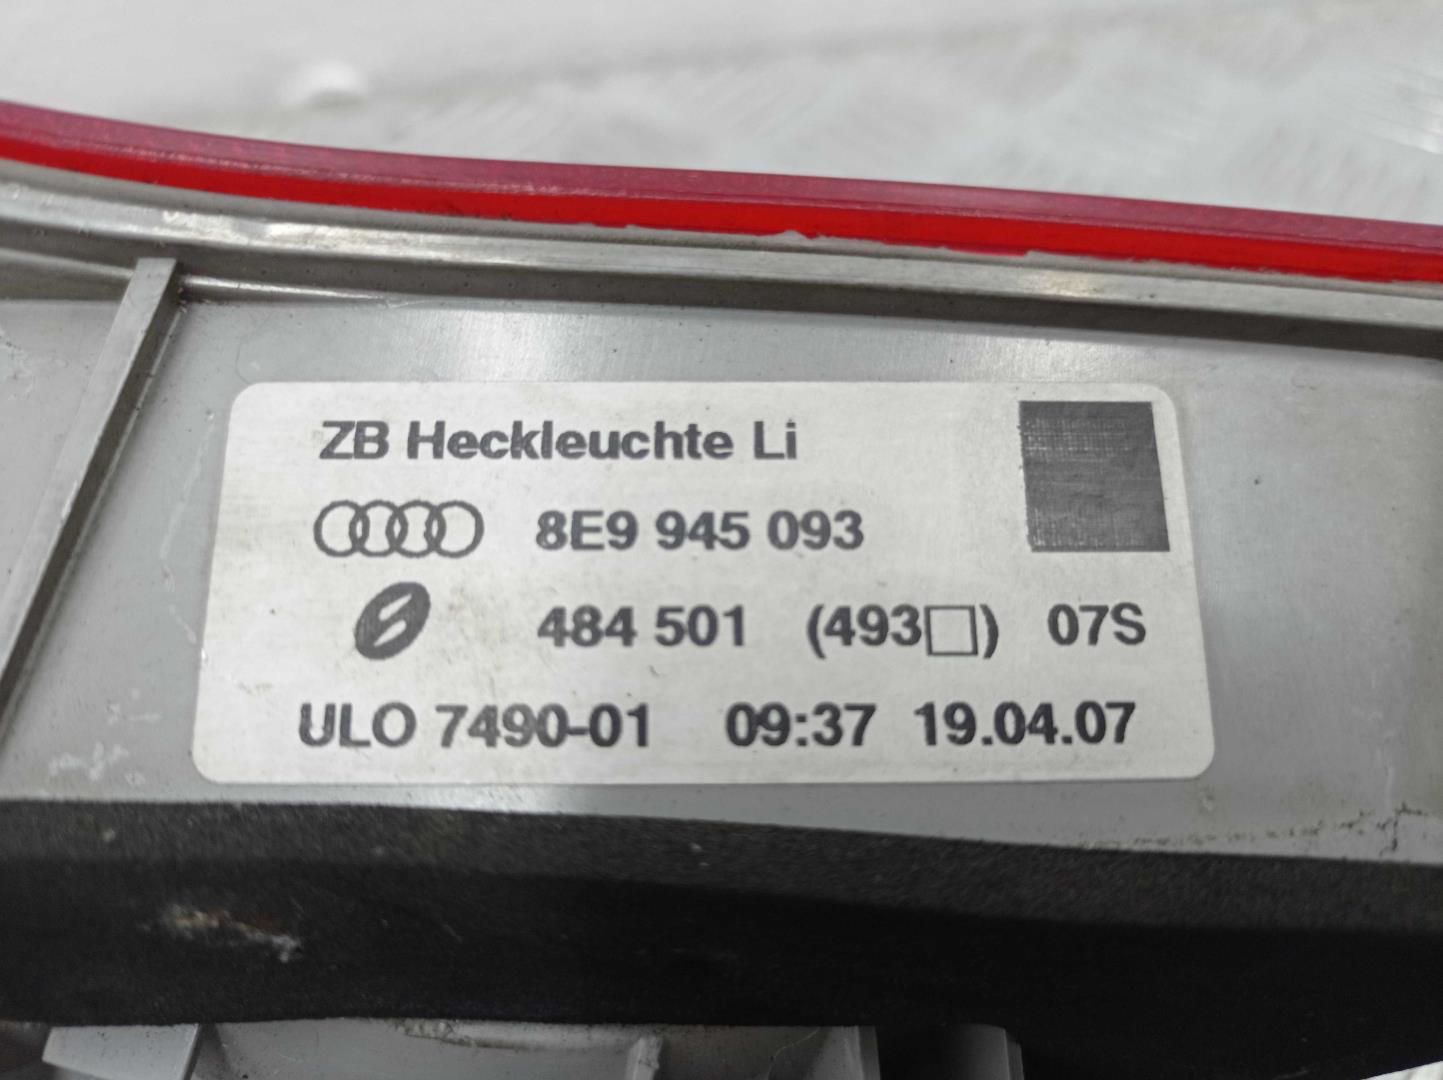 ZB Heckleuchte Li
8E9 945 093
484 501 (493□) 07S
ULO 7490-01 09:37 19.04.07